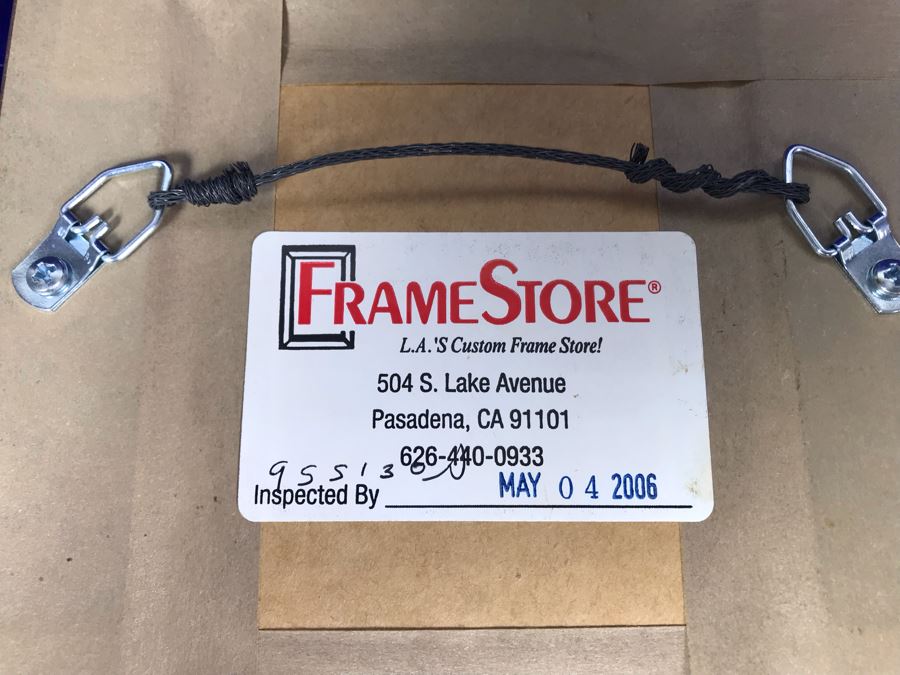 FRAMESTORE®
L.A.'S Custom Frame Store!
504 S. Lake Avenue
Pasadena, CA 91101
626-440-0933
Inspected By MAY 04 2006